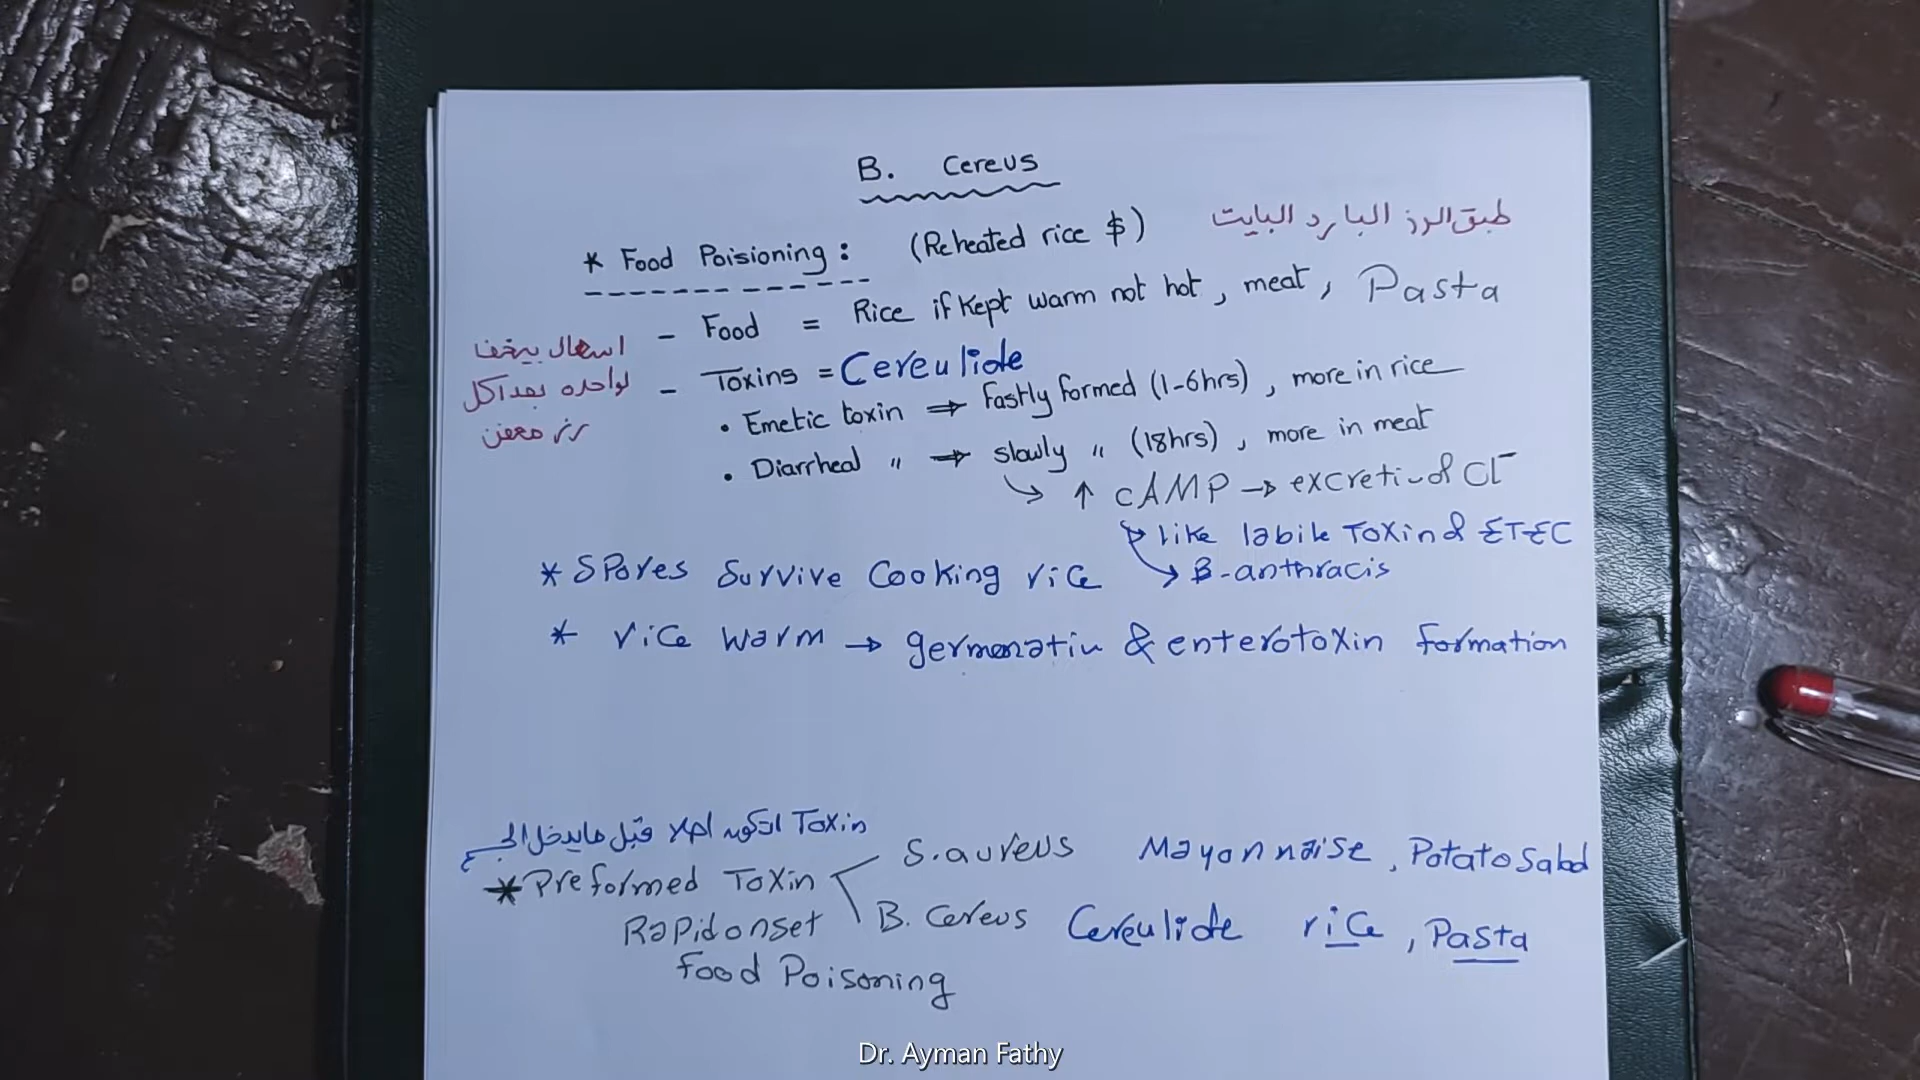 B. Cereus
* Food Poisioning : (Reheated rice $) طبق الرز البارد البايت
- Food = Rice if Kept warm not hot , meat , Pasta
اسهال بيخف
لواحده بعد اكل
رز معفن
- Toxins = Cereulide
• Emetic toxin ⇒ Fastly formed (1-6hrs) , more in rice
• Diarrheal " ⇒ slowly " (18hrs) , more in meat
↳ ↑ cAMP → excretion of Cl⁻
↳ like labile Toxin of ETEC
↳ B-anthracis
* Spores Survive Cooking rice
* rice warm → germenation & enterotoxin formation
Toxin اتكونه اصلا قبل مايدخل
* Preformed Toxin
Rapid onset
food Poisoning
S. aureus Mayonnaise , Potato Salad
B. Cereus Cereulide rice , Pasta
Dr. Ayman Fathy